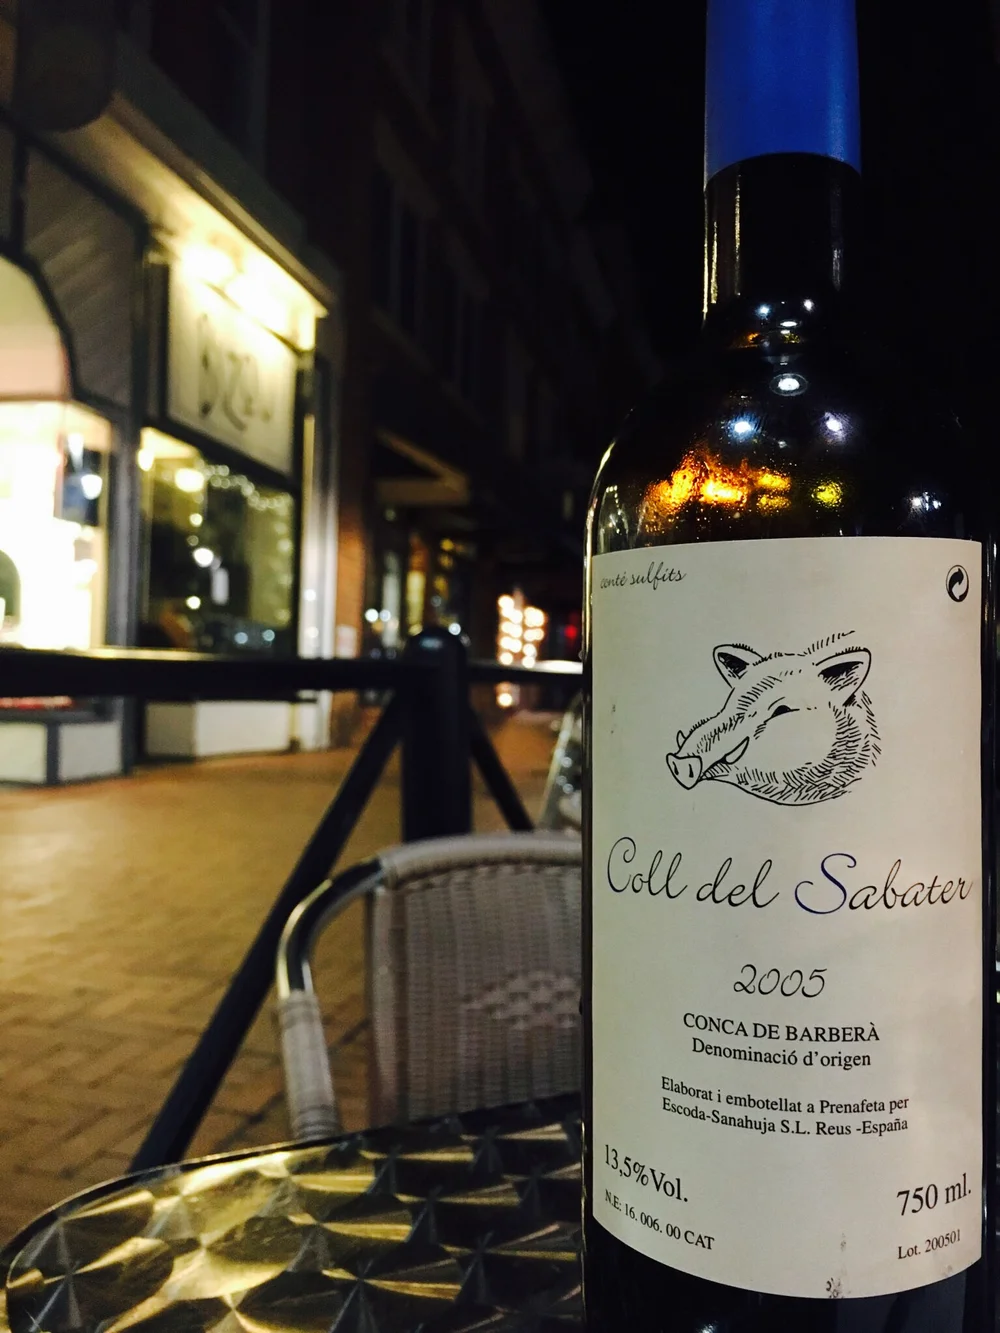 conté sulfits
Coll del Sabater
2005
CONCA DE BARBERÀ
Denominació d'origen
Elaborat i embotellat a Prenafeta per
Escoda-Sanahuja S.L. Reus -España
13,5%Vol.
750 ml.
N.E: 16. 006. 00 CAT
Lot. 200501